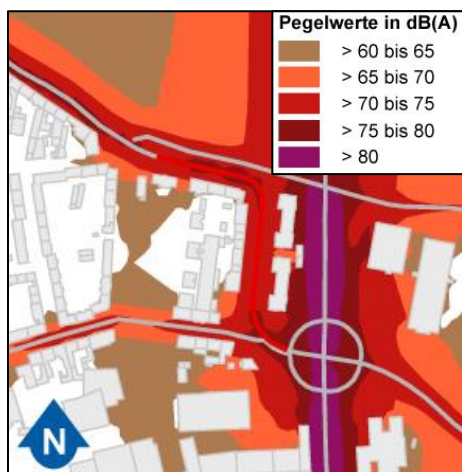 Pegelwerte in dB(A)
> 60 bis 65
> 65 bis 70
> 70 bis 75
> 75 bis 80
> 80
N